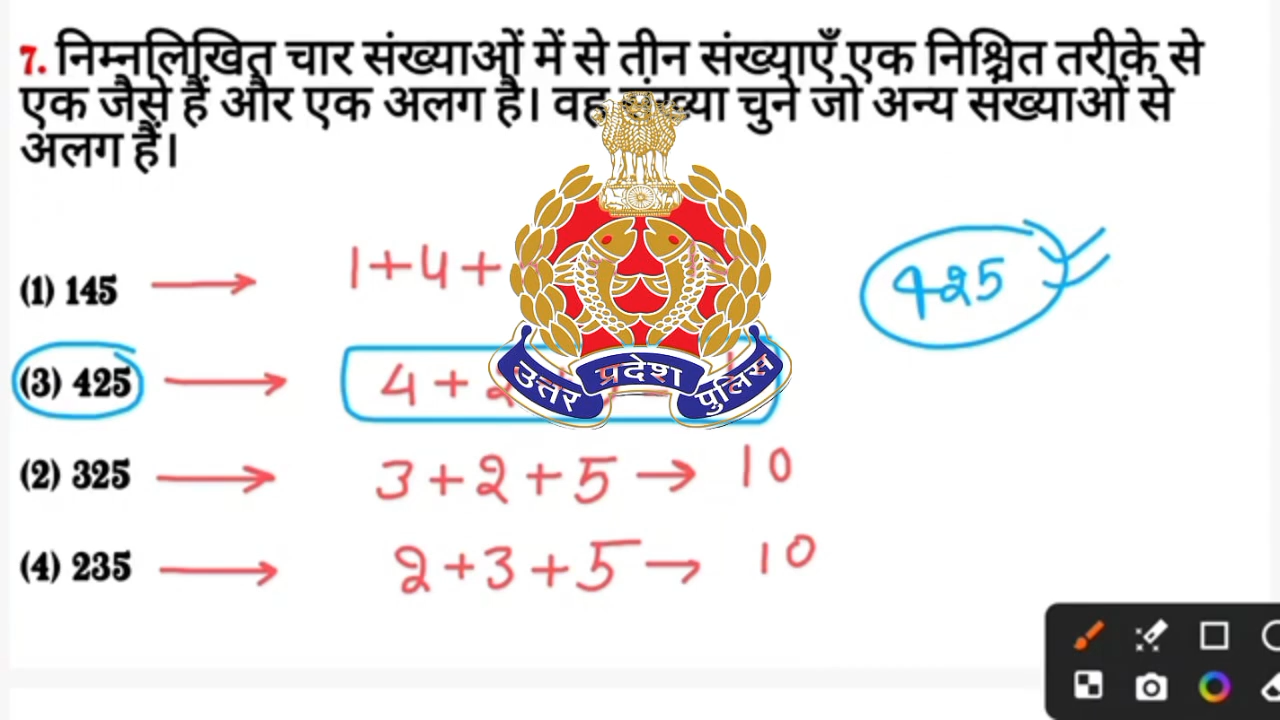 7. निम्नलिखित चार संख्याओं में से तीन संख्याएँ एक निश्चित तरीके से
एक जैसे हैं और एक अलग है। वह संख्या चुने जो अन्य संख्याओं से
अलग हैं।
(1) 145 → 1+4+
425
(3) 425 → 4+2
(2) 325 → 3+2+5 → 10
(4) 235 → 2+3+5 → 10
उत्तर प्रदेश पुलिस